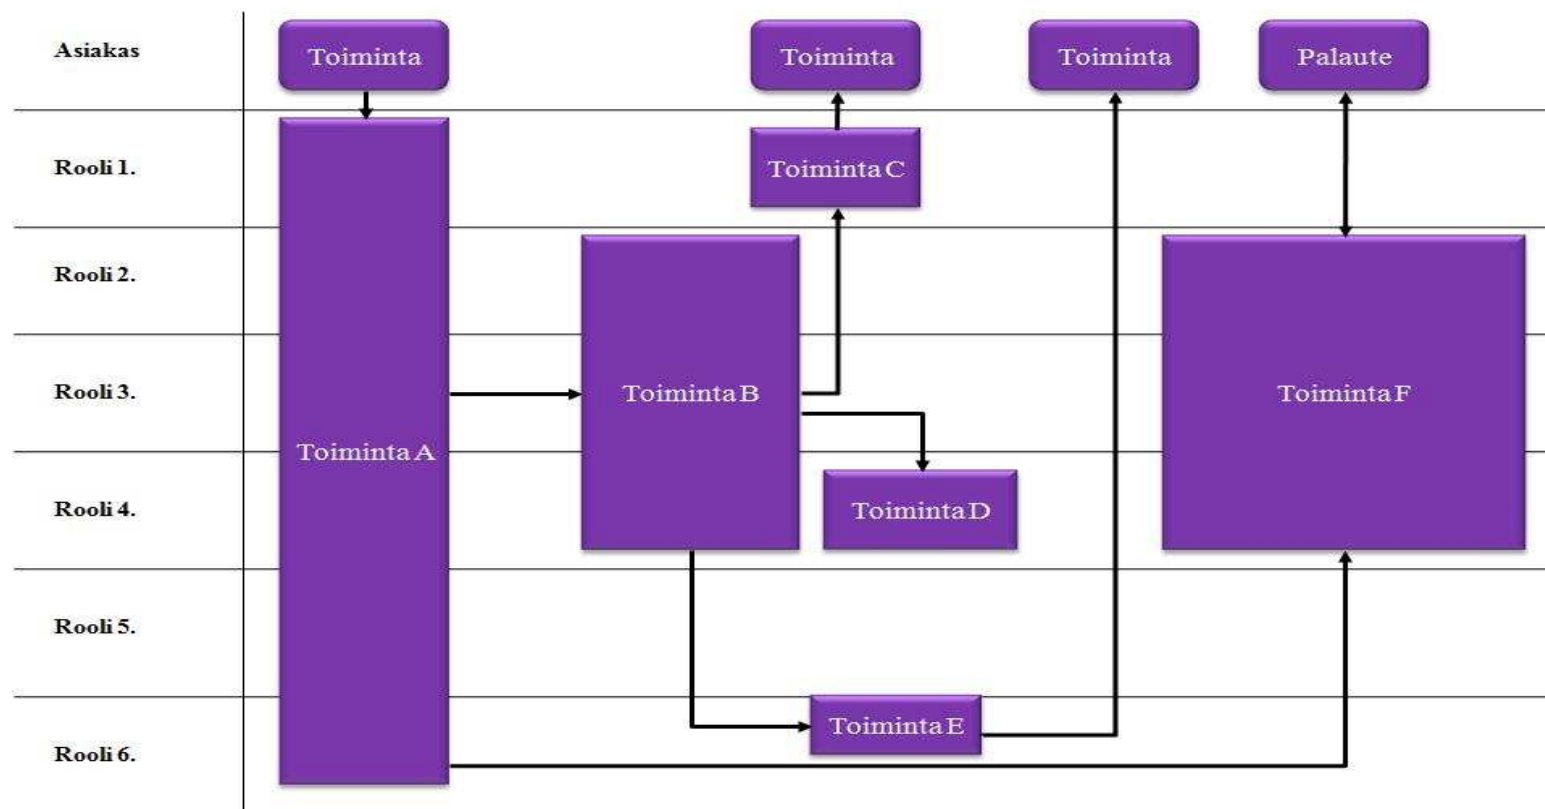 Asiakas
Toiminta
Toiminta
Toiminta
Palaute
Rooli 1.
Toiminta C
Rooli 2.
Rooli 3.
Toiminta B
Toiminta F
Toiminta A
Rooli 4.
Toiminta D
Rooli 5.
Toiminta E
Rooli 6.